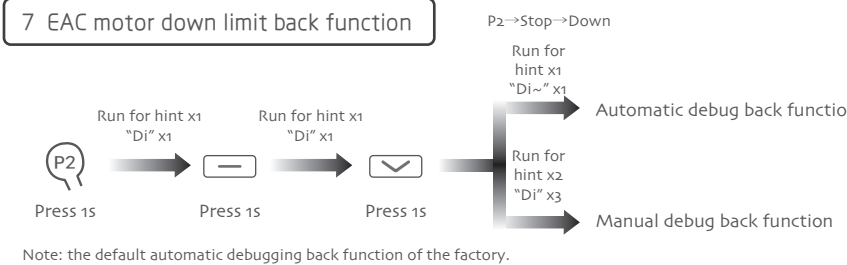 7 EAC motor down limit back function
P2→Stop→Down
Run for
hint x1
"Di~" x1
Automatic debug back functio
Run for hint x1
"Di" x1
Run for hint x1
"Di" x1
P2
Run for
hint x2
"Di" x3
Press 1s
Press 1s
Press 1s
Manual debug back function
Note: the default automatic debugging back function of the factory.